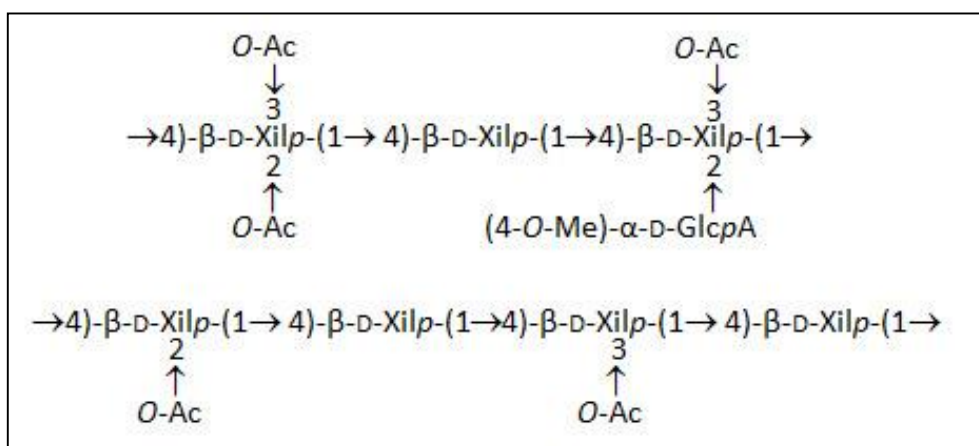 O-Ac O-Ac
↓ ↓
3 3
→4)-β-D-Xilp-(1→ 4)-β-D-Xilp-(1→4)-β-D-Xilp-(1→
2 2
↑ ↑
O-Ac (4-O-Me)-α-D-GlcpA
→4)-β-D-Xilp-(1→ 4)-β-D-Xilp-(1→4)-β-D-Xilp-(1→ 4)-β-D-Xilp-(1→
2 3
↑ ↑
O-Ac O-Ac